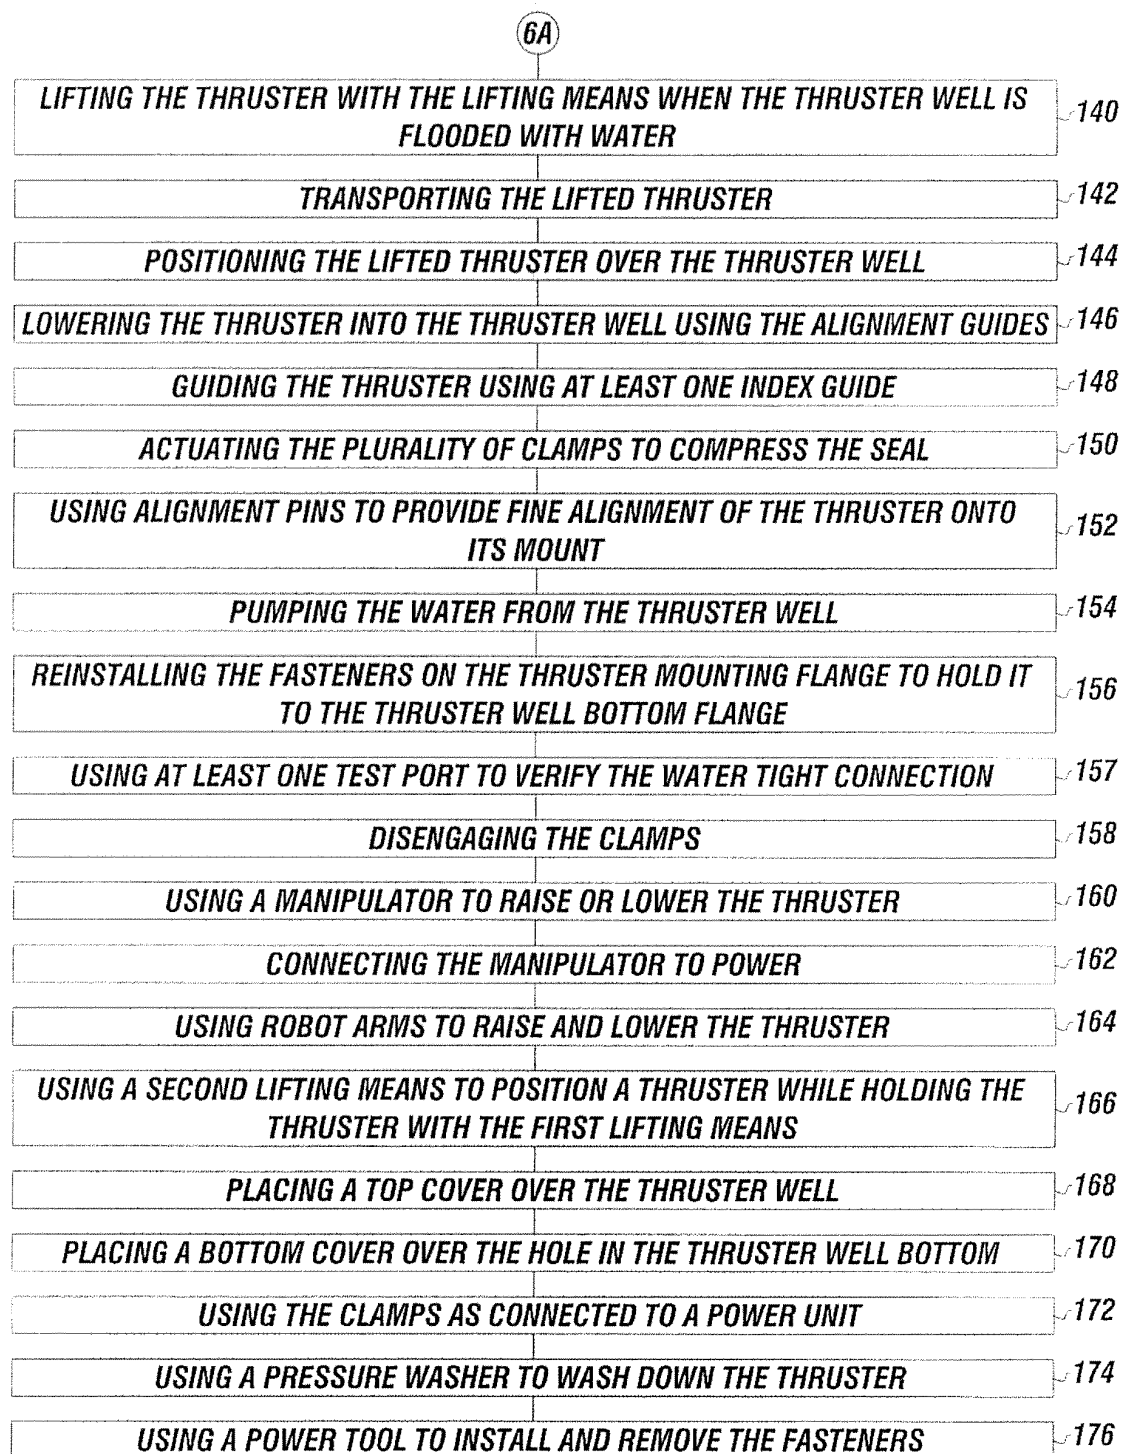 6A
LIFTING THE THRUSTER WITH THE LIFTING MEANS WHEN THE THRUSTER WELL IS
FLOODED WITH WATER
140
TRANSPORTING THE LIFTED THRUSTER
142
POSITIONING THE LIFTED THRUSTER OVER THE THRUSTER WELL
144
LOWERING THE THRUSTER INTO THE THRUSTER WELL USING THE ALIGNMENT GUIDES
146
GUIDING THE THRUSTER USING AT LEAST ONE INDEX GUIDE
148
ACTUATING THE PLURALITY OF CLAMPS TO COMPRESS THE SEAL
150
USING ALIGNMENT PINS TO PROVIDE FINE ALIGNMENT OF THE THRUSTER ONTO
ITS MOUNT
152
PUMPING THE WATER FROM THE THRUSTER WELL
154
REINSTALLING THE FASTENERS ON THE THRUSTER MOUNTING FLANGE TO HOLD IT
TO THE THRUSTER WELL BOTTOM FLANGE
156
USING AT LEAST ONE TEST PORT TO VERIFY THE WATER TIGHT CONNECTION
157
DISENGAGING THE CLAMPS
158
USING A MANIPULATOR TO RAISE OR LOWER THE THRUSTER
160
CONNECTING THE MANIPULATOR TO POWER
162
USING ROBOT ARMS TO RAISE AND LOWER THE THRUSTER
164
USING A SECOND LIFTING MEANS TO POSITION A THRUSTER WHILE HOLDING THE
THRUSTER WITH THE FIRST LIFTING MEANS
166
PLACING A TOP COVER OVER THE THRUSTER WELL
168
PLACING A BOTTOM COVER OVER THE HOLE IN THE THRUSTER WELL BOTTOM
170
USING THE CLAMPS AS CONNECTED TO A POWER UNIT
172
USING A PRESSURE WASHER TO WASH DOWN THE THRUSTER
174
USING A POWER TOOL TO INSTALL AND REMOVE THE FASTENERS
176